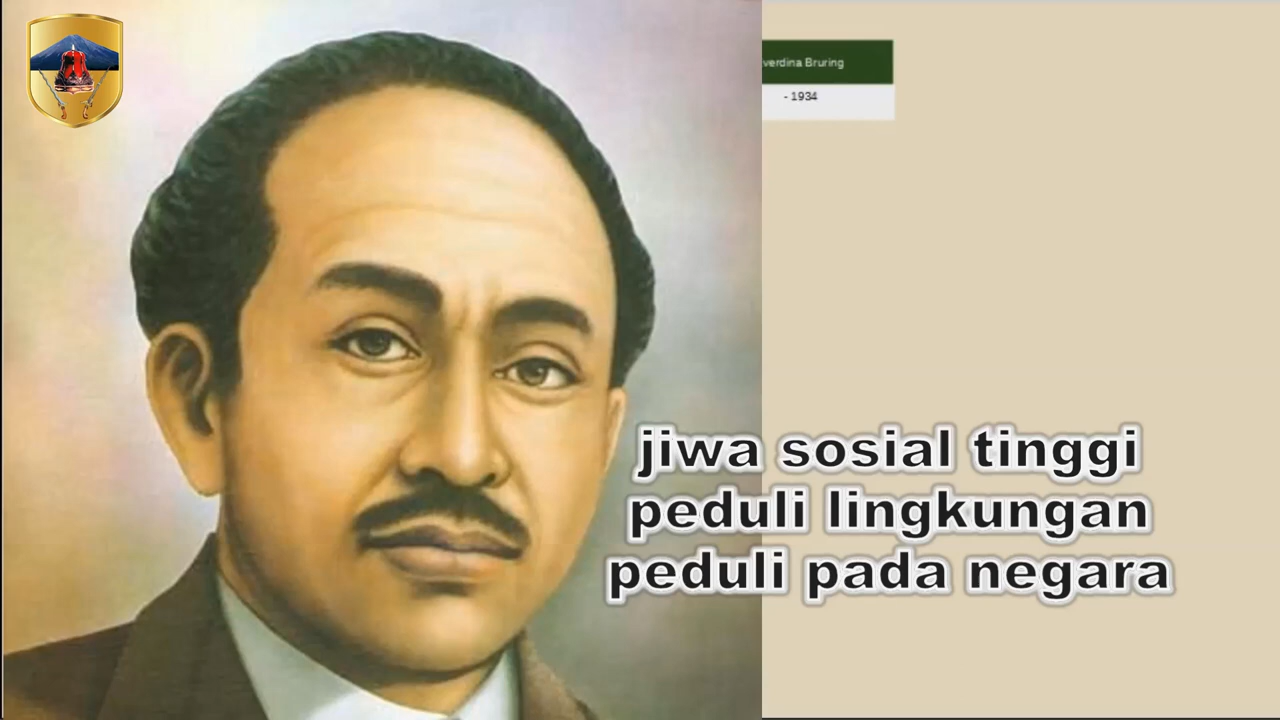 verdina Bruring
- 1934
jiwa sosial tinggi
peduli lingkungan
peduli pada negara